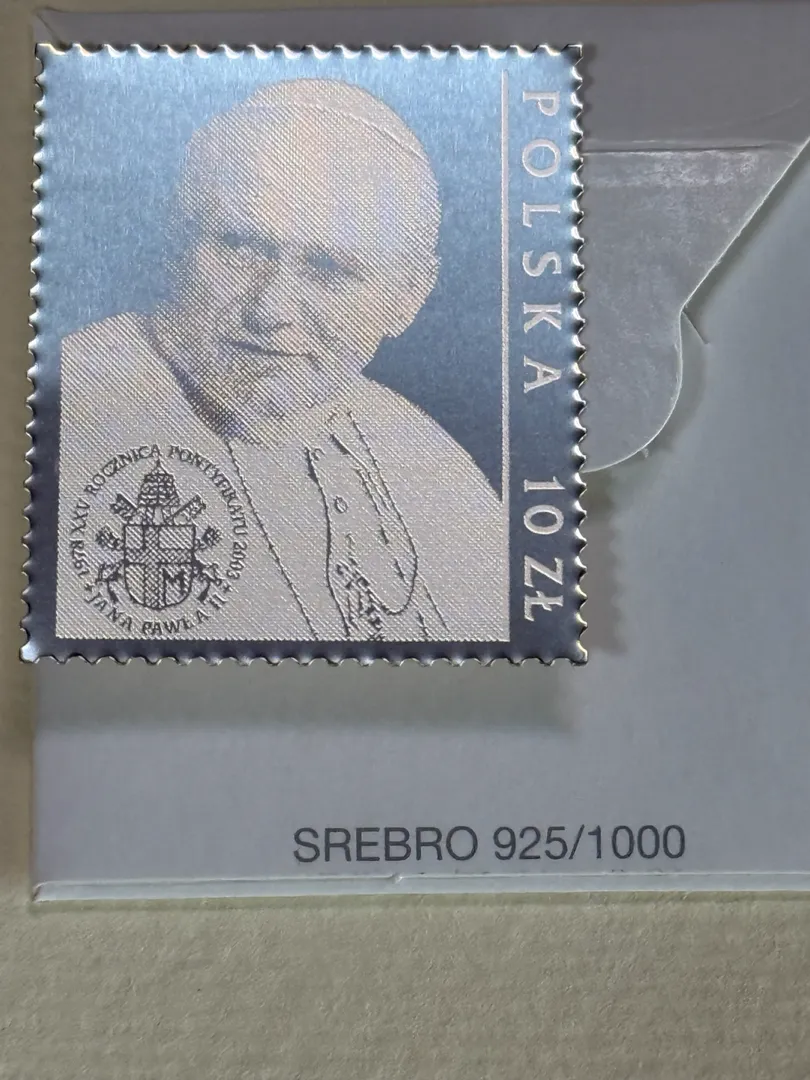 POLSKA 10 ZŁ
1978 XXV ROCZNICA PONTYFIKATU 2003
JANA PAWŁA II
M
SREBRO 925/1000